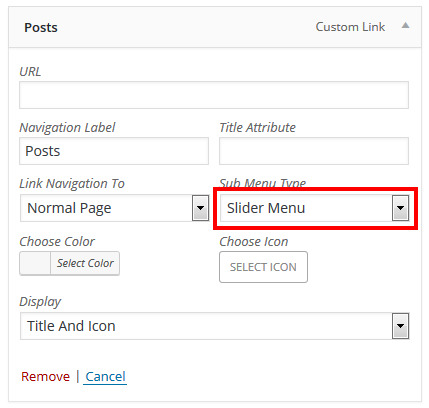 Posts Custom Link
URL
Navigation Label Title Attribute
Posts
Link Navigation To Sub Menu Type
Normal Page Slider Menu
Choose Color Choose Icon
Select Color SELECT ICON
Display
Title And Icon
Remove | Cancel